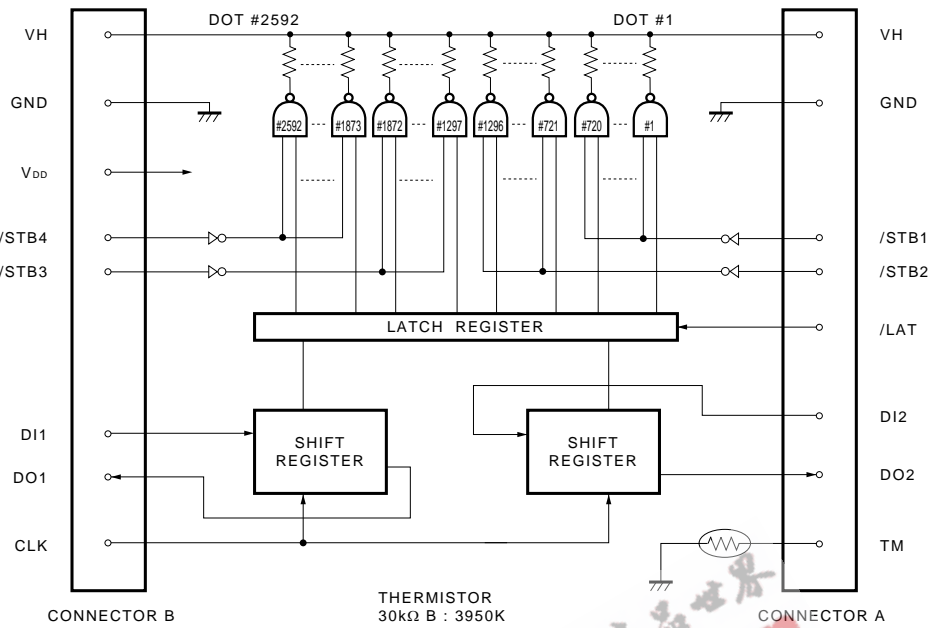 DOT #2592 DOT #1
VH VH
GND GND
#2592 #1873 #1872 #1297 #1296 #721 #720 #1
VDD
/STB4 /STB1
/STB3 /STB2
LATCH REGISTER /LAT
DI2
DI1 SHIFT REGISTER SHIFT REGISTER
DO1 DO2
CLK TM
THERMISTOR
30kΩ B : 3950K
CONNECTOR B CONNECTOR A